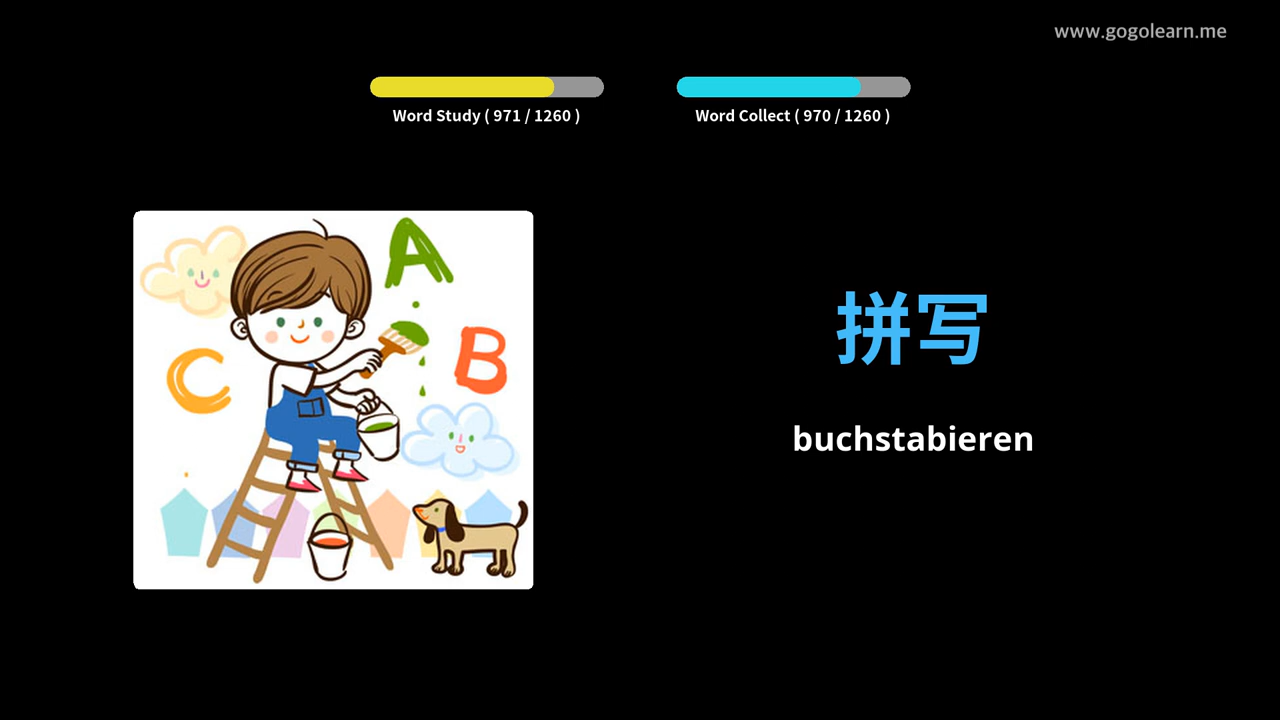 www.gogolearn.me
Word Study ( 971 / 1260 )
Word Collect ( 970 / 1260 )
A
B
C
拼写
buchstabieren